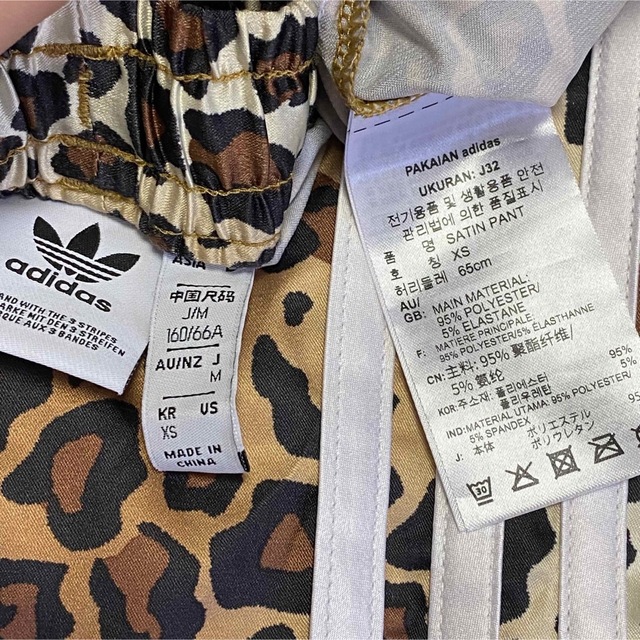 adidas
AND WITH THE 3 STRIPES
ARKE MIT DEN 3 STREIFEN
RQUE AUX 3 BANDES
ASIA
中国尺码
J/M
160/66A
AU/NZ J
M
KR US
XS
MADE IN
CHINA
PAKAIAN adidas
UKURAN: J32
전기용품 및 생활용품 안전
관리법에 의한 품질표시
품 명 SATIN PANT
호 칭 XS
허리둘레 65cm
AU/
GB: MAIN MATERIAL:
95% POLYESTER/
5% ELASTANE
F: MATIERE PRINCIPALE
95% POLYESTER/5% ELASTHANNE
CN: 主料: 95% 聚酯纤维/ 95%
5% 氨纶 5%
KOR: 주소재: 폴리에스터
폴리우레탄
IND: MATERIAL UTAMA: 95% POLYESTER/
5% SPANDEX
J: 本体 ポリエステル 95
ポリウレタン
30